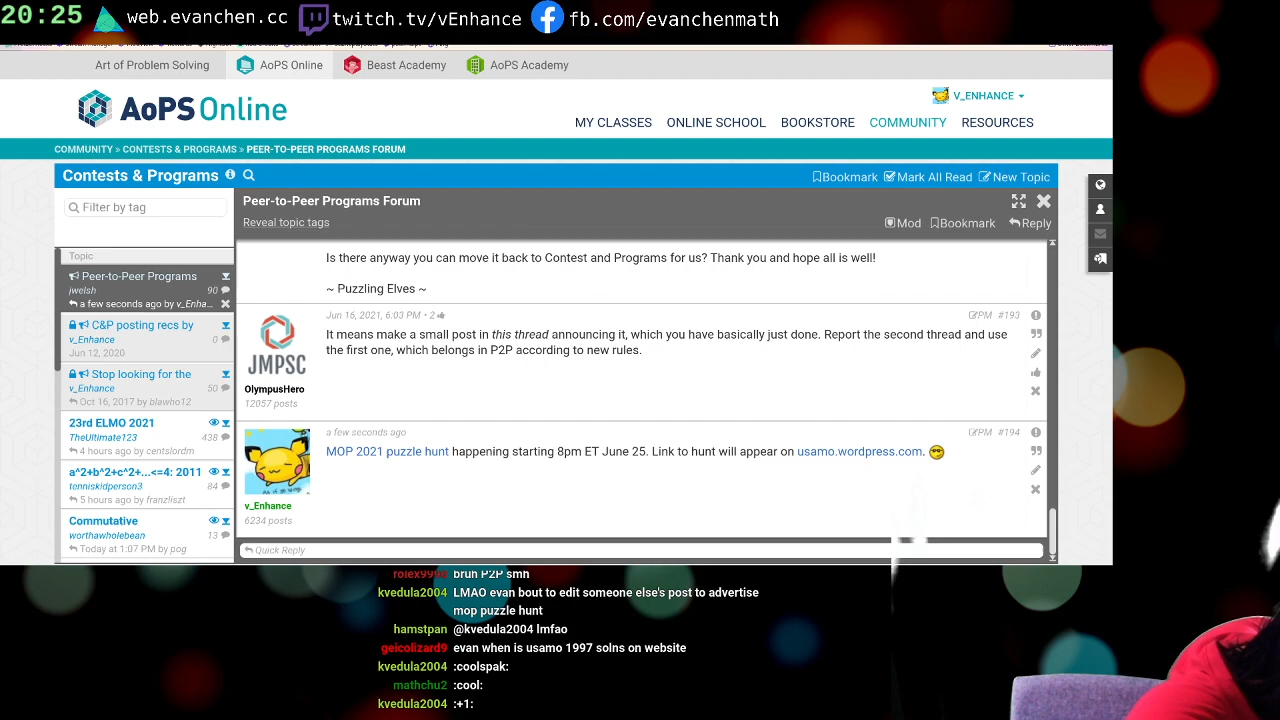 20:25 web.evanchen.cc twitch.tv/vEnhance fb.com/evanchenmath
Art of Problem Solving AoPS Online Beast Academy AoPS Academy
V_ENHANCE
AoPS Online
MY CLASSES ONLINE SCHOOL BOOKSTORE COMMUNITY RESOURCES
COMMUNITY » CONTESTS & PROGRAMS » PEER-TO-PEER PROGRAMS FORUM
Contests & Programs
Bookmark Mark All Read New Topic
Filter by tag
Topic
Peer-to-Peer Programs
jwelsh 90
a few seconds ago by v_Enha...
C&P posting recs by
v_Enhance 0
Jun 12, 2020
Stop looking for the
v_Enhance 50
Oct 16, 2017 by blawho12
23rd ELMO 2021
TheUltimate123 438
4 hours ago by centslordm
a^2+b^2+c^2+...<=4: 2011
tenniskidperson3 84
5 hours ago by franzliszt
Commutative
worthawholebean 13
Today at 1:07 PM by pog
Peer-to-Peer Programs Forum
Reveal topic tags
Mod Bookmark Reply
Is there anyway you can move it back to Contest and Programs for us? Thank you and hope all is well!
~ Puzzling Elves ~
Jun 16, 2021, 6:03 PM • 2 PM #193
JMPSC
OlympusHero
12057 posts
It means make a small post in this thread announcing it, which you have basically just done. Report the second thread and use
the first one, which belongs in P2P according to new rules.
a few seconds ago PM #194
v_Enhance
6234 posts
MOP 2021 puzzle hunt happening starting 8pm ET June 25. Link to hunt will appear on usamo.wordpress.com.
Quick Reply
bruh P2P smh
kvedula2004 LMAO evan bout to edit someone else's post to advertise
mop puzzle hunt
hamstpan @kvedula2004 lmfao
geicolizard9 evan when is usamo 1997 solns on website
kvedula2004 :coolspak:
mathchu2 :cool:
kvedula2004 :+1: